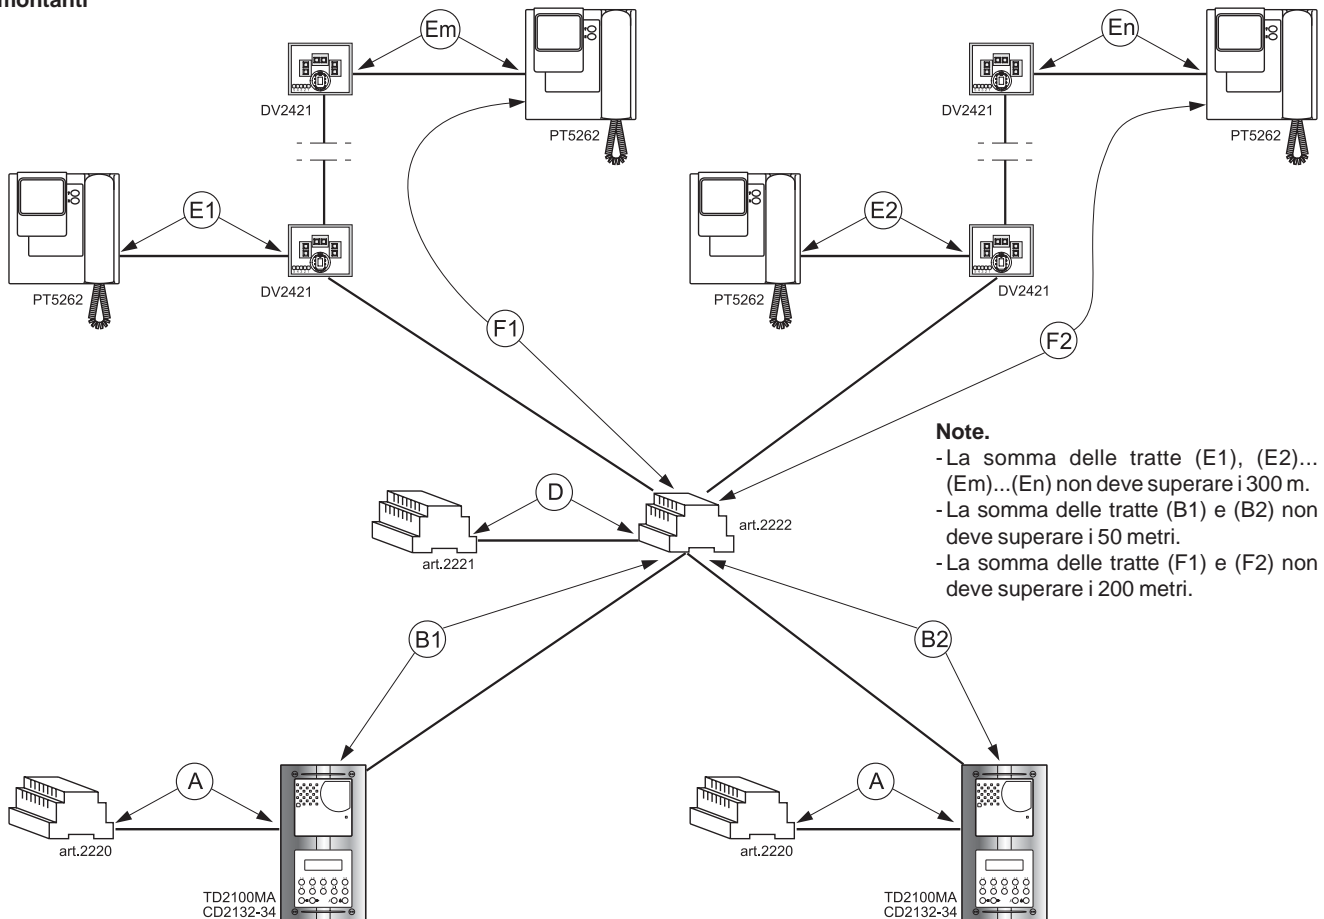 montanti
Em
En
DV2421
DV2421
PT5262
PT5262
E1
E2
PT5262
DV2421
PT5262
DV2421
F1
F2
Note.
-La somma delle tratte (E1), (E2)...
(Em)...(En) non deve superare i 300 m.
-La somma delle tratte (B1) e (B2) non
deve superare i 50 metri.
-La somma delle tratte (F1) e (F2) non
deve superare i 200 metri.
D
art.2222
art.2221
B1
B2
A
A
art.2220
art.2220
TD2100MA
CD2132-34
TD2100MA
CD2132-34